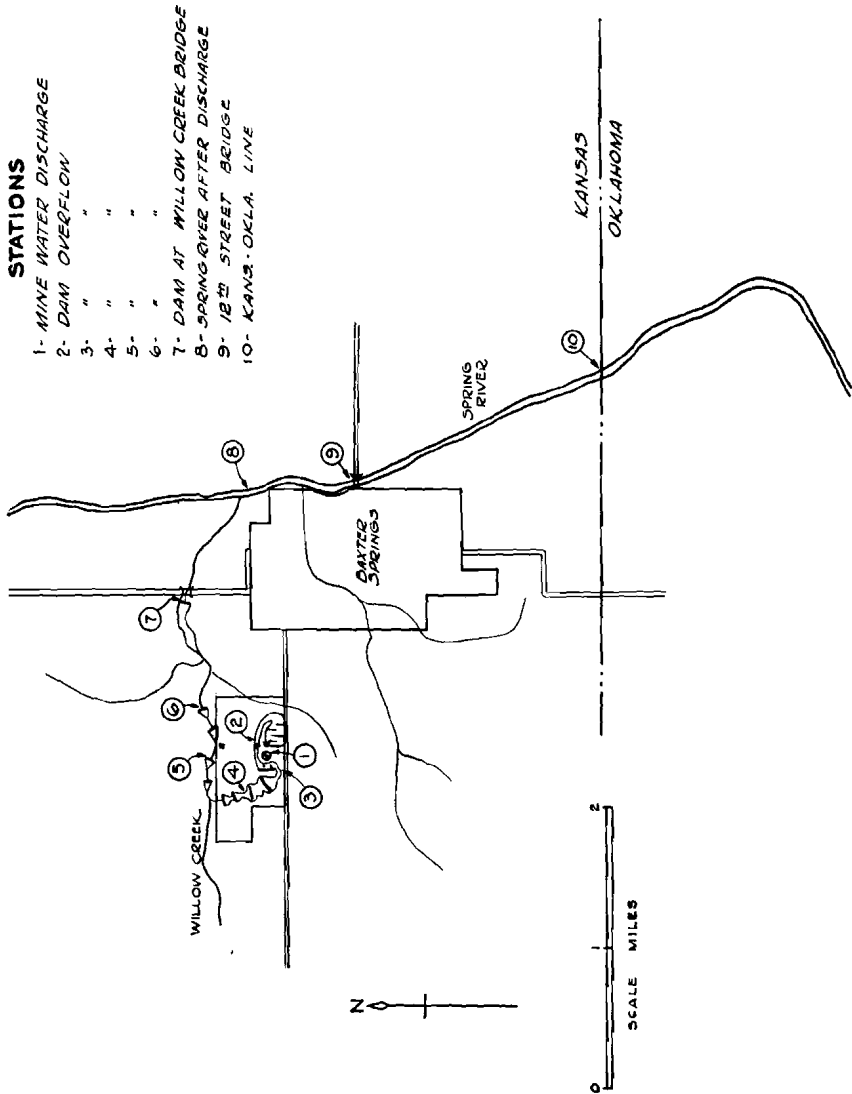 STATIONS
1- MINE WATER DISCHARGE
2- DAM OVERFLOW
3- " "
4- " "
5- " "
6- " "
7- DAM AT WILLOW CREEK BRIDGE
8- SPRING RIVER AFTER DISCHARGE
9- 12TH STREET BRIDGE
10- KANS.-OKLA. LINE
8
7
9
6
5
2
4
1
3
WILLOW CREEK
BAXTER
SPRINGS
SPRING
RIVER
10
KANSAS
OKLAHOMA
N
0 1 2
SCALE MILES